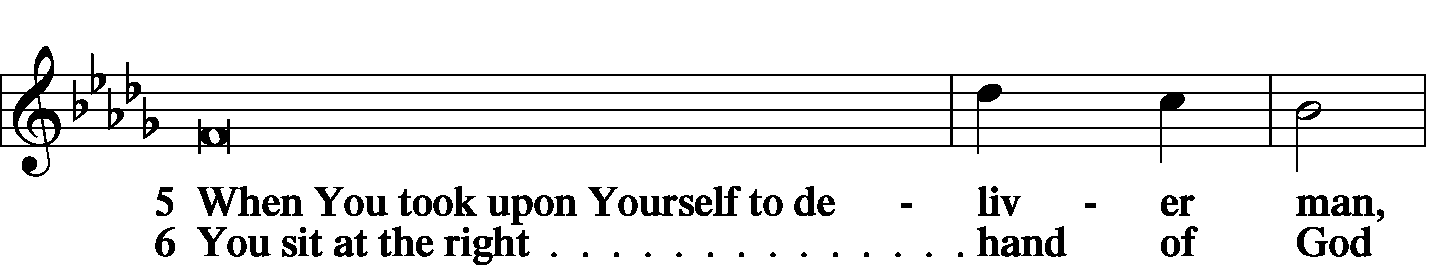 5 When You took upon Yourself to de - liv - er man,
6 You sit at the right . . . . . . . . . . . . . . hand of God